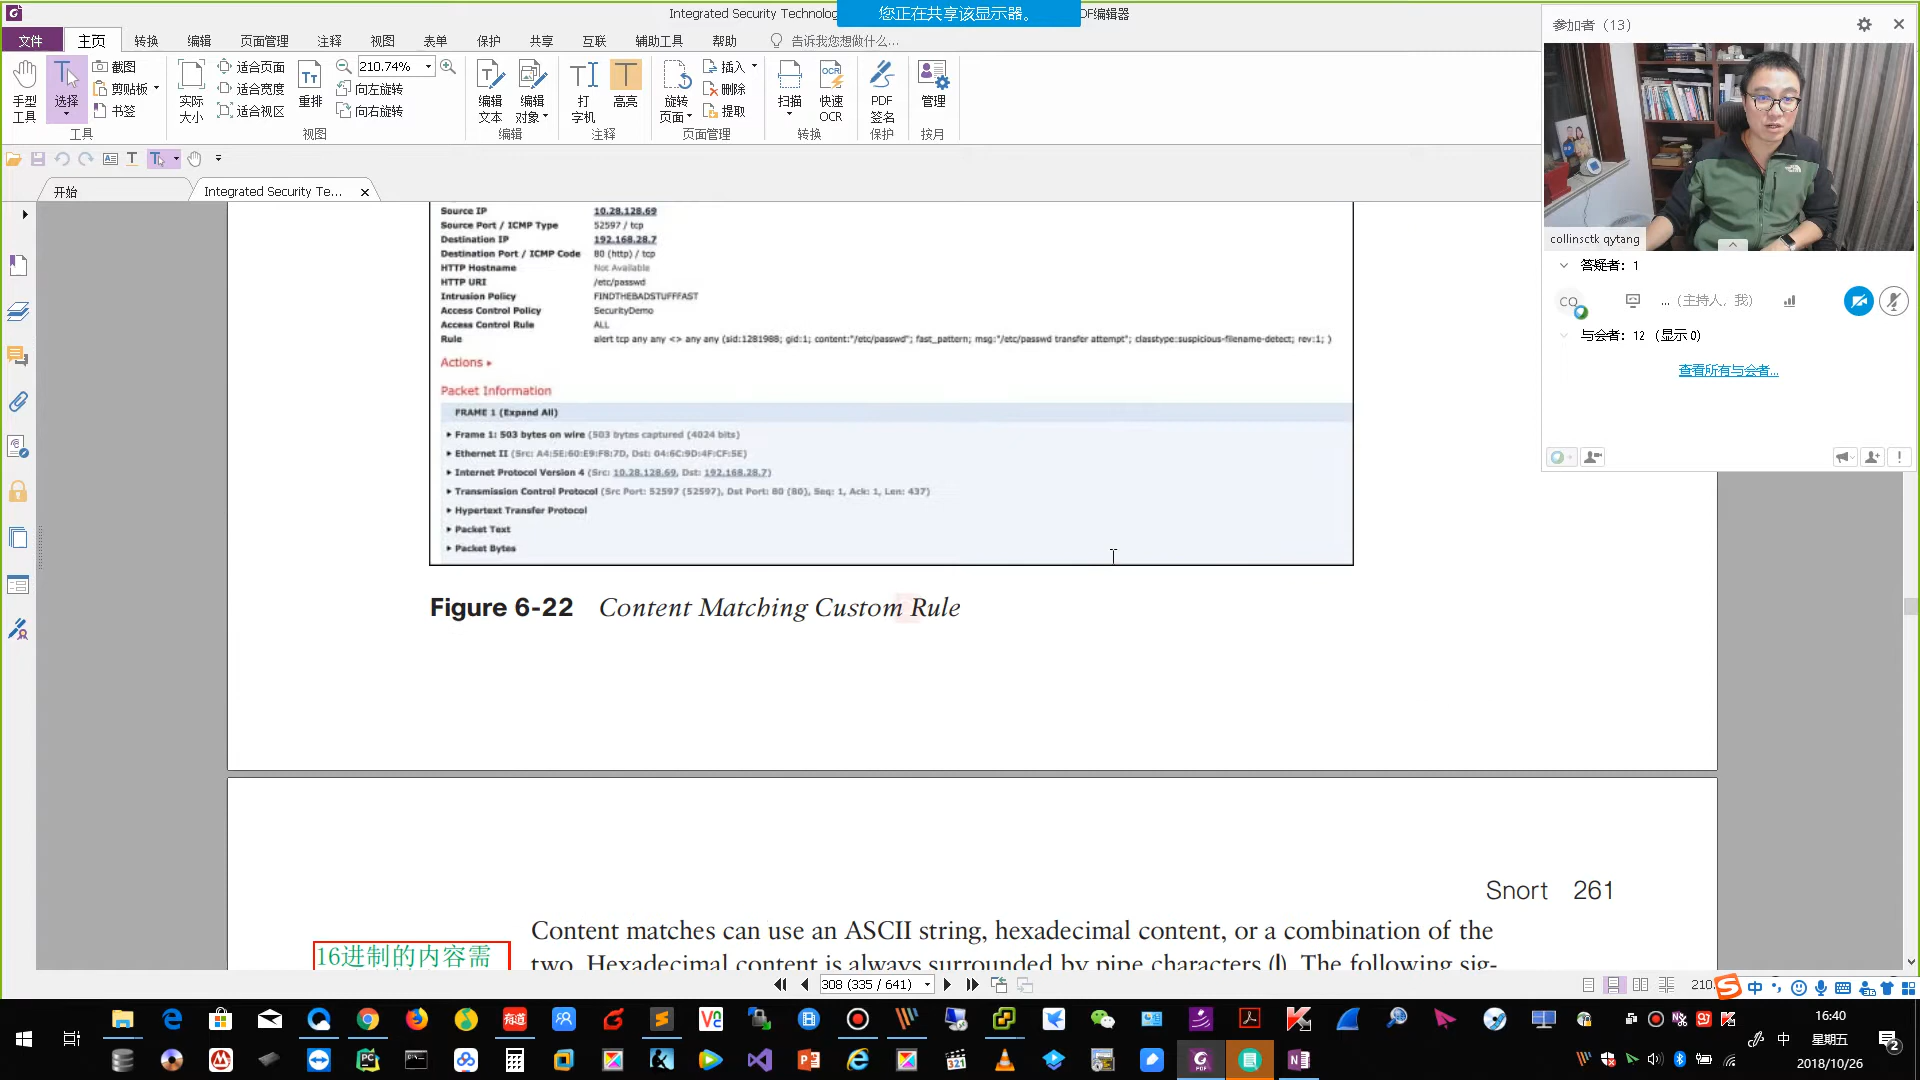 Integrated Security Technolog
您正在共享该显示器。
DF编辑器
文件 主页 转换 编辑 页面管理 注释 视图 表单 保护 共享 互联 辅助工具 帮助 告诉我您想做什么...
手型工具
选择
截图
剪贴板
书签
工具
实际大小
适合页面
适合宽度
适合视区
重排
210.74%
向左旋转
向右旋转
视图
编辑文本
编辑对象
编辑
打字机
高亮
注释
旋转页面
插入
删除
提取
页面管理
扫描
快速OCR
转换
PDF签名
保护
管理
按月
开始
Integrated Security Te... ×
Source IP 10.28.128.69
Source Port / ICMP Type 52597 / tcp
Destination IP 192.168.28.7
Destination Port / ICMP Code 80 (http) / tcp
HTTP Hostname Not Available
HTTP URI /etc/passwd
Intrusion Policy FINDTHEBADSTUFFFAST
Access Control Policy SecurityDemo
Access Control Rule ALL
Rule alert tcp any any <> any any (sid:1281988; gid:1; content:"/etc/passwd"; fast_pattern; msg:"/etc/passwd transfer attempt"; classtype:suspicious-filename-detect; rev:1; )
Actions
Packet Information
FRAME 1 (Expand All)
Frame 1: 503 bytes on wire (503 bytes captured (4024 bits)
Ethernet II (Src: A4:5E:60:E9:F8:7D, Dst: 04:6C:9D:4F:CF:5E)
Internet Protocol Version 4 (Src: 10.28.128.69, Dst: 192.168.28.7)
Transmission Control Protocol (Src Port: 52597 (52597), Dst Port: 80 (80), Seq: 1, Ack: 1, Len: 437)
Hypertext Transfer Protocol
Packet Text
Packet Bytes
Figure 6-22 Content Matching Custom Rule
Snort 261
Content matches can use an ASCII string, hexadecimal content, or a combination of the
two. Hexadecimal content is always surrounded by pipe characters (|). The following sig-
16进制的内容需
参加者 (13)
collinsctk qytang
答疑者: 1
CQ ... (主持人, 我)
与会者: 12 (显示 0)
查看所有与会者...
308 (335 / 641)
210.
中
16:40
中 星期五
2018/10/26
2